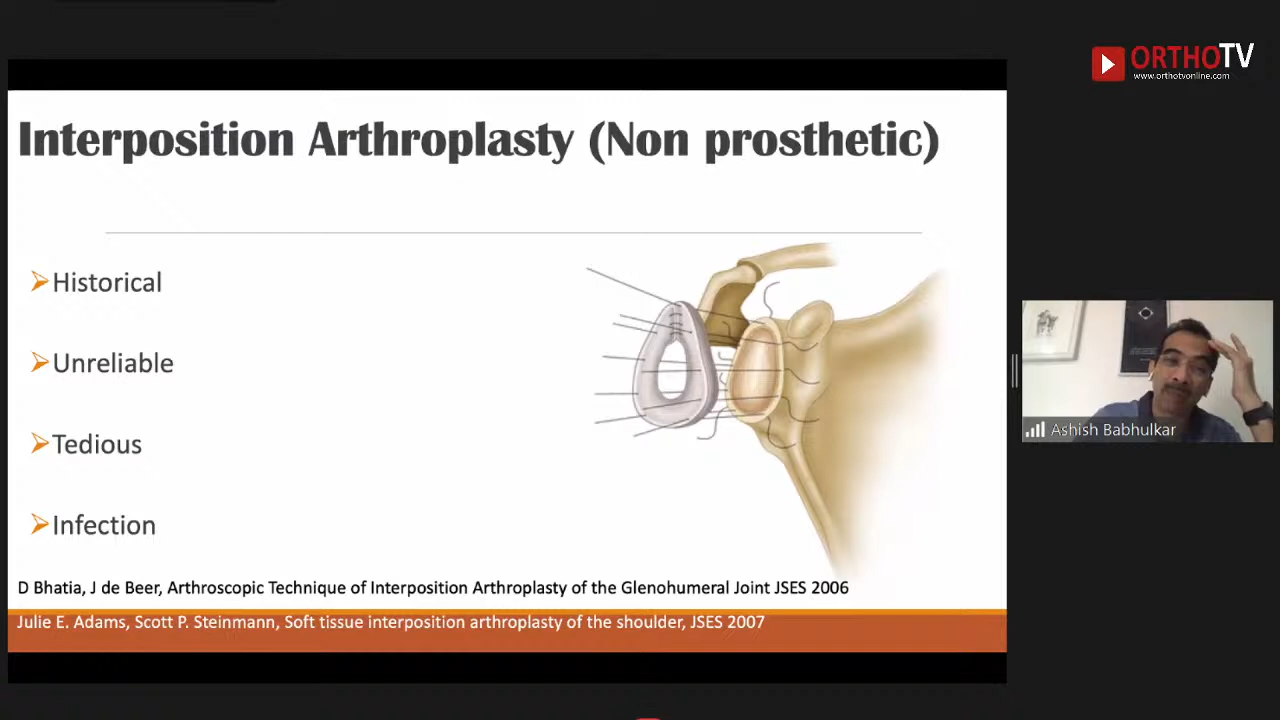 ORTHOTV
www.orthotvonline.com
Interposition Arthroplasty (Non prosthetic)
Historical
Unreliable
Tedious
Infection
D Bhatia, J de Beer, Arthroscopic Technique of Interposition Arthroplasty of the Glenohumeral Joint JSES 2006
Julie E. Adams, Scott P. Steinmann, Soft tissue interposition arthroplasty of the shoulder, JSES 2007
Ashish Babhulkar